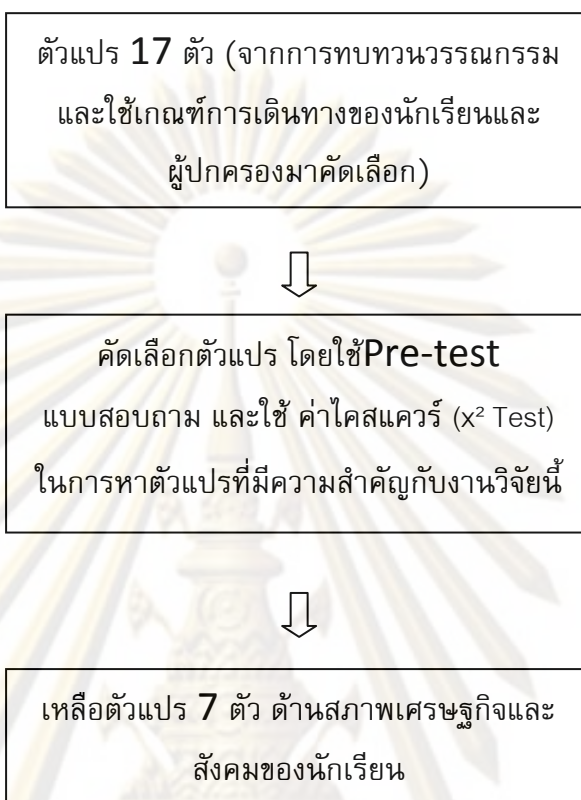 ตัวแปร 17 ตัว (จากการทบทวนวรรณกรรม
และใช้เกณฑ์การเดินทางของนักเรียนและ
ผู้ปกครองมาคัดเลือก)
คัดเลือกตัวแปร โดยใช้Pre-test
แบบสอบถาม และใช้ ค่าไคสแควร์ (x² Test)
ในการหาตัวแปรที่มีความสำคัญกับงานวิจัยนี้
เหลือตัวแปร 7 ตัว ด้านสภาพเศรษฐกิจและ
สังคมของนักเรียน